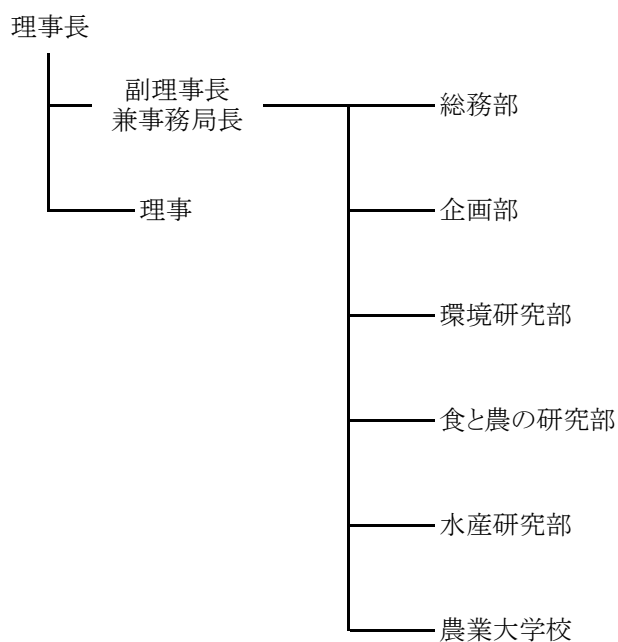 理事長
副理事長
兼事務局長
総務部
理事
企画部
環境研究部
食と農の研究部
水産研究部
農業大学校